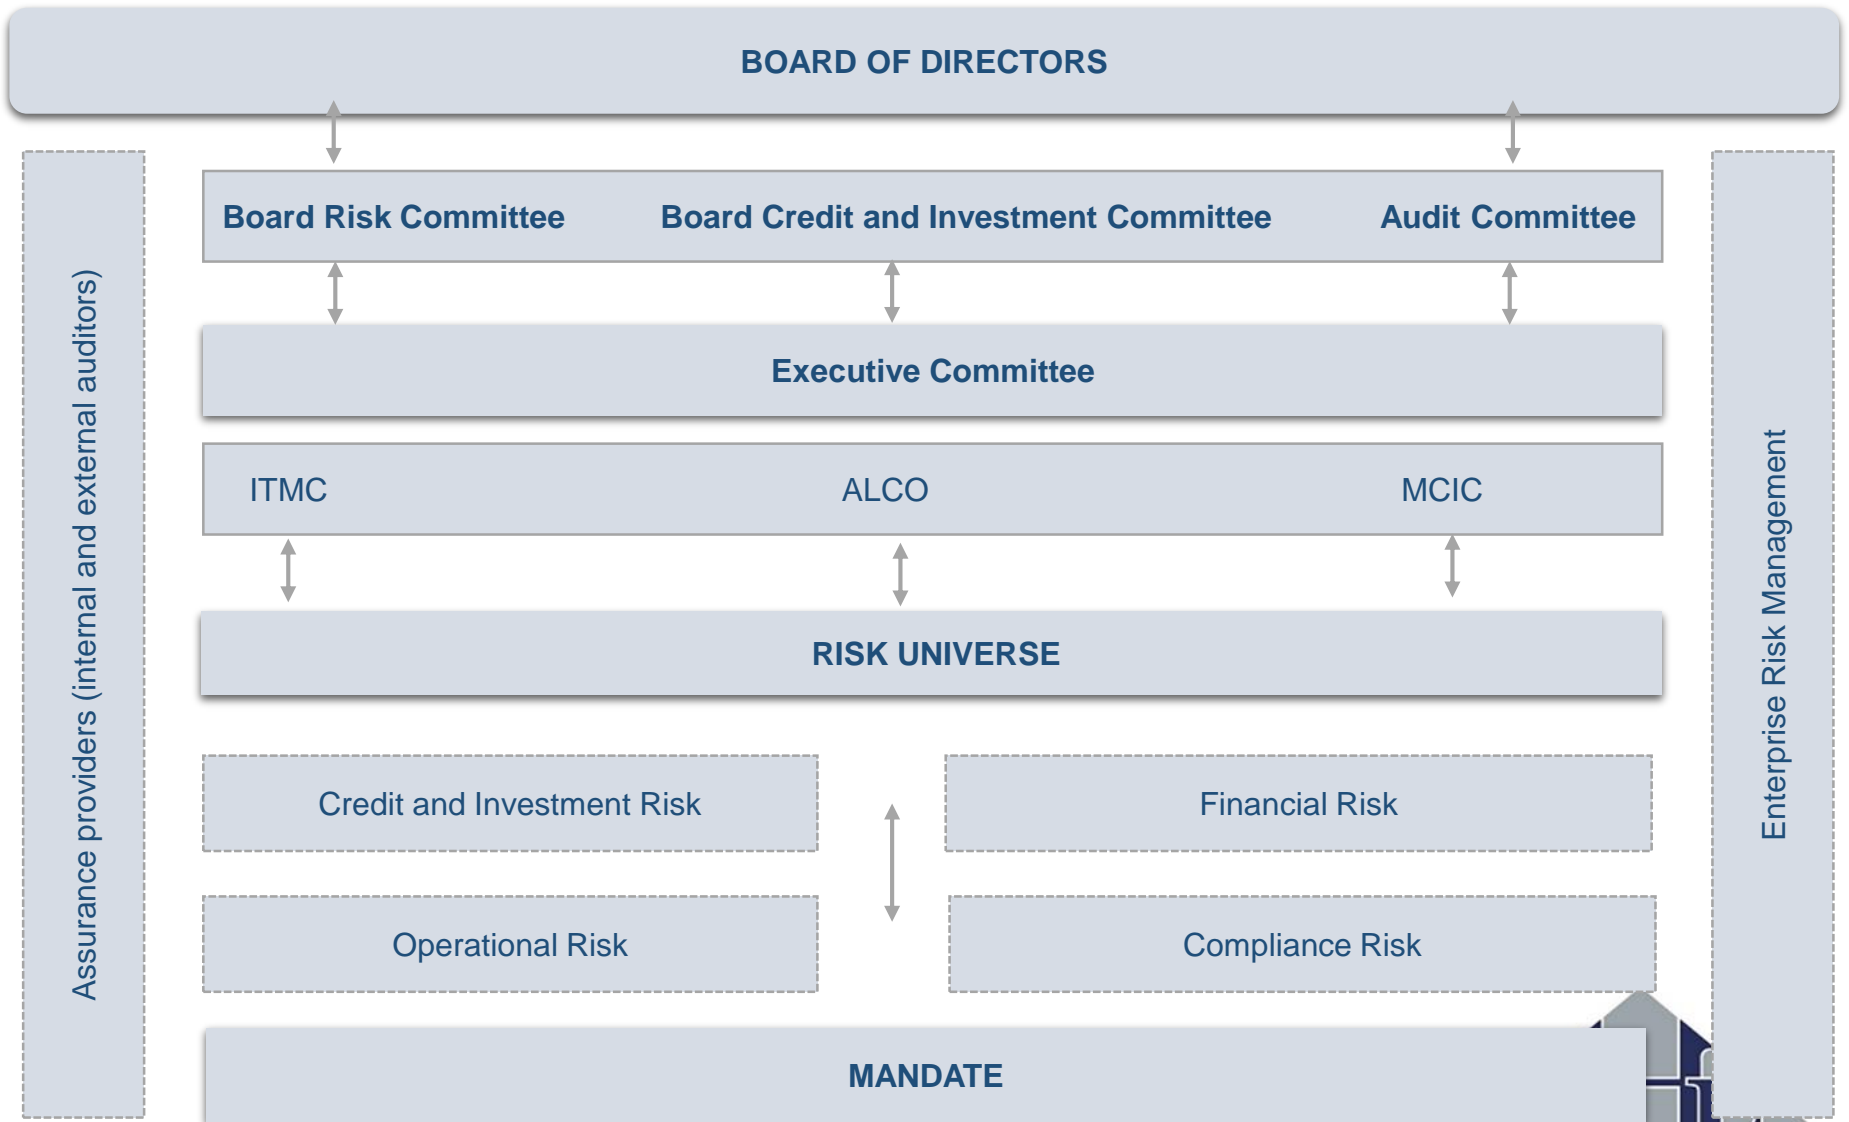 BOARD OF DIRECTORS
Board Risk Committee
Board Credit and Investment Committee
Audit Committee
Executive Committee
ITMC
ALCO
MCIC
RISK UNIVERSE
Credit and Investment Risk
Financial Risk
Operational Risk
Compliance Risk
MANDATE
Assurance providers (internal and external auditors)
Enterprise Risk Management